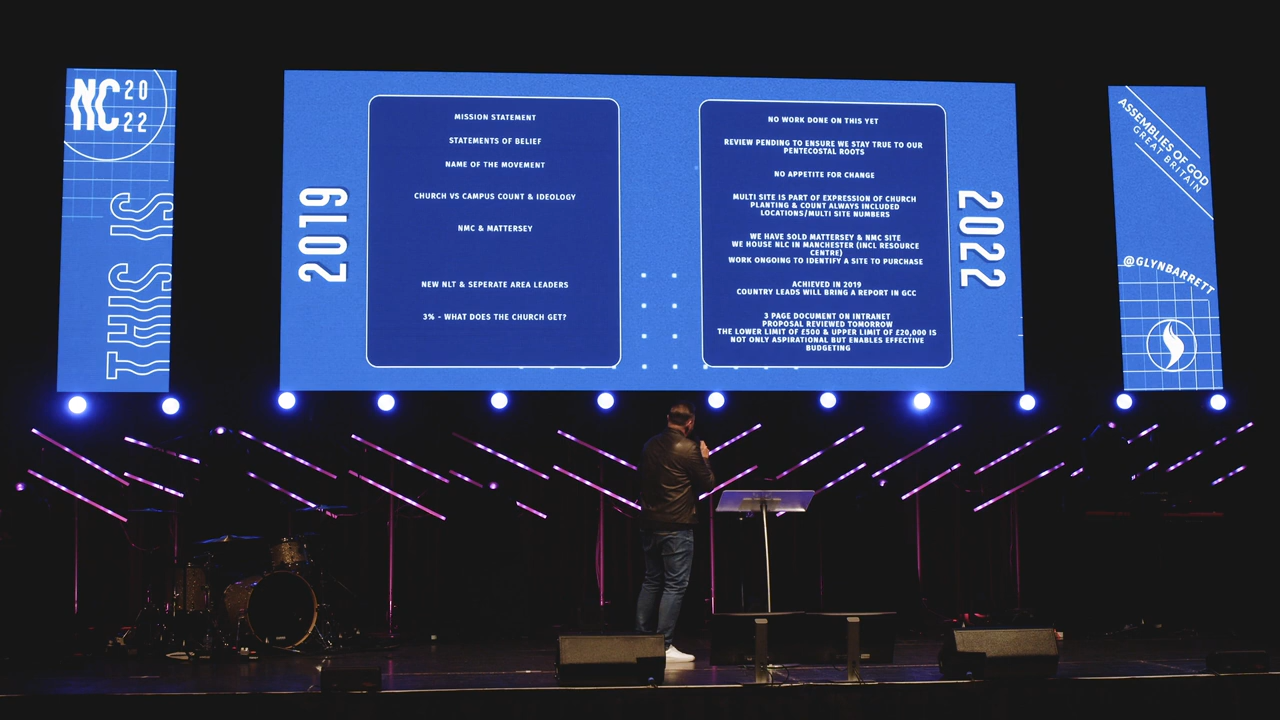 NC 20
22
THIS IS
2019
MISSION STATEMENT
STATEMENTS OF BELIEF
NAME OF THE MOVEMENT
CHURCH VS CAMPUS COUNT & IDEOLOGY
NMC & MATTERSEY
NEW NLT & SEPERATE AREA LEADERS
3% - WHAT DOES THE CHURCH GET?
NO WORK DONE ON THIS YET
REVIEW PENDING TO ENSURE WE STAY TRUE TO OUR
PENTECOSTAL ROOTS
NO APPETITE FOR CHANGE
MULTI SITE IS PART OF EXPRESSION OF CHURCH
PLANTING & COUNT ALWAYS INCLUDED
LOCATIONS/MULTI SITE NUMBERS
WE HAVE SOLD MATTERSEY & NMC SITE
WE HOUSE NLC IN MANCHESTER (INCL RESOURCE
CENTRE)
WORK ONGOING TO IDENTIFY A SITE TO PURCHASE
ACHIEVED IN 2019
COUNTRY LEADS WILL BRING A REPORT IN GCC
3 PAGE DOCUMENT ON INTRANET
PROPOSAL REVIEWED TOMORROW
THE LOWER LIMIT OF £500 & UPPER LIMIT OF £20,000 IS
NOT ONLY ASPIRATIONAL BUT ENABLES EFFECTIVE
BUDGETING
2022
ASSEMBLIES OF GOD
GREAT BRITAIN
@GLYNBARRETT